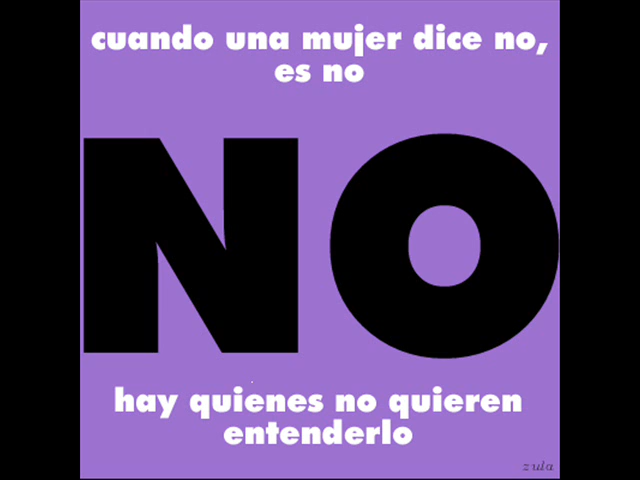 cuando una mujer dice no,
es no
NO
hay quienes no quieren
entenderlo
zula